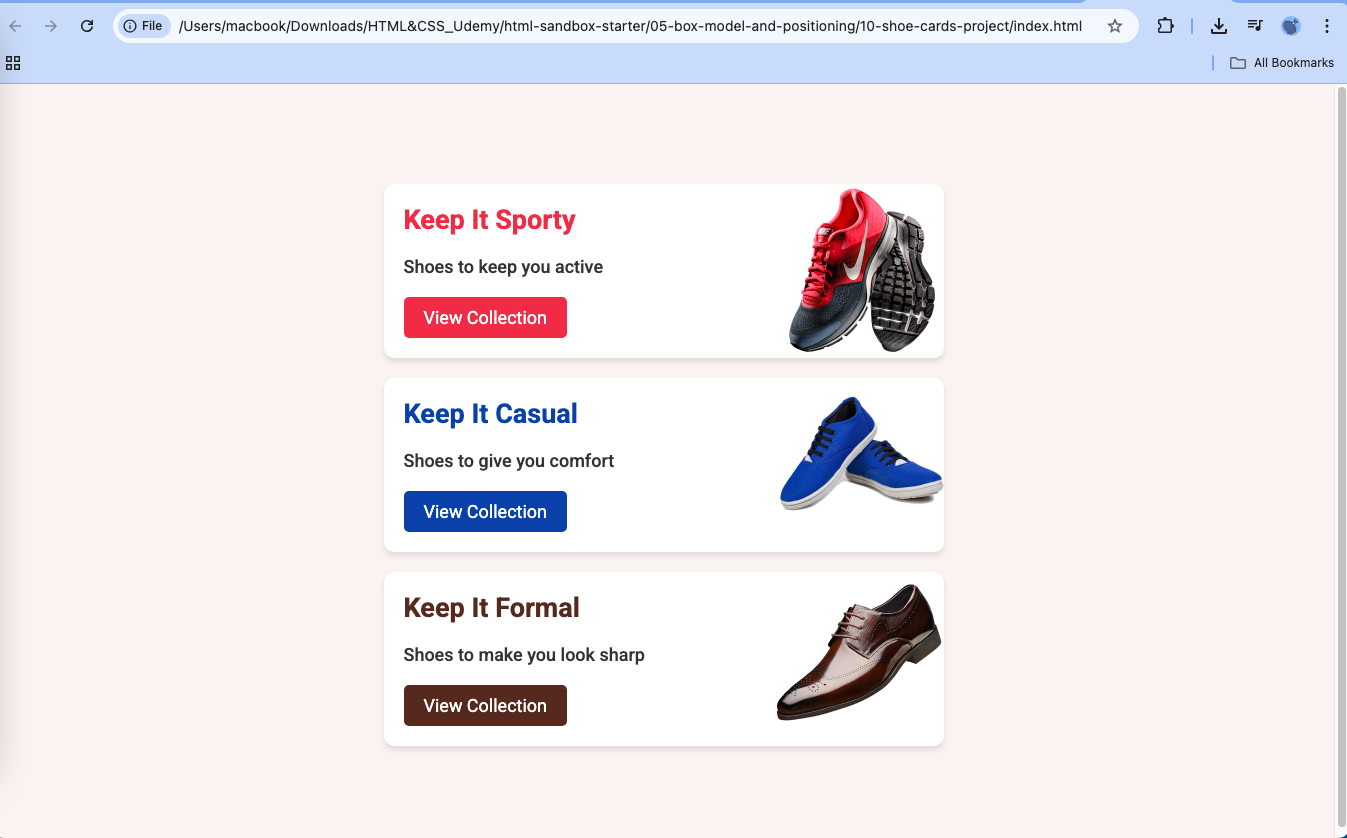 File /Users/macbook/Downloads/HTML&CSS_Udemy/html-sandbox-starter/05-box-model-and-positioning/10-shoe-cards-project/index.html
All Bookmarks
Keep It Sporty
Shoes to keep you active
View Collection
Keep It Casual
Shoes to give you comfort
View Collection
Keep It Formal
Shoes to make you look sharp
View Collection